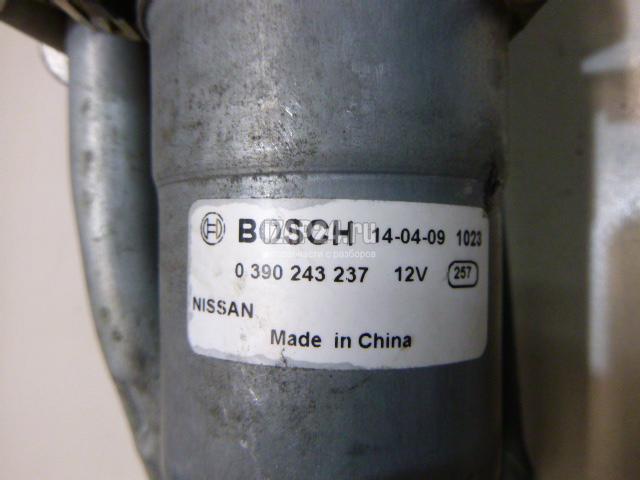 BOSCH 14-04-09 1023
0 390 243 237 12V 257
NISSAN
Made in China